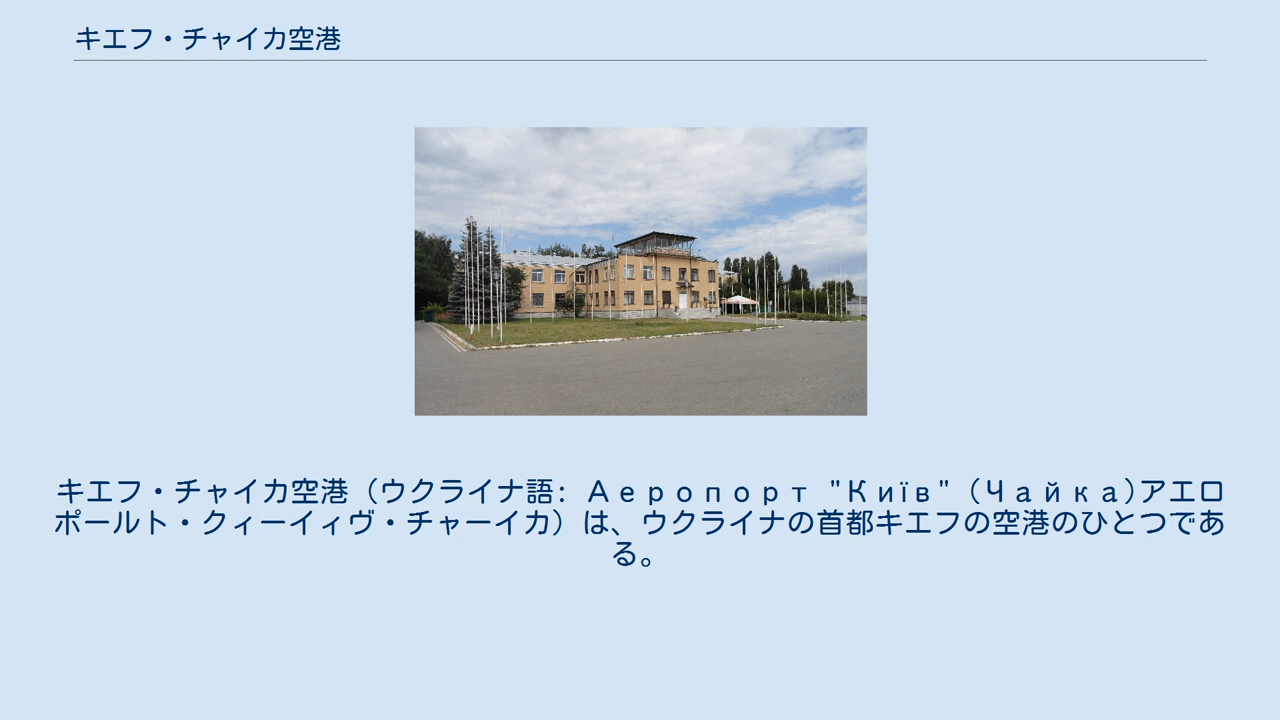 キエフ・チャイカ空港
キエフ・チャイカ空港（ウクライナ語: Аеропорт "Київ" (Чайка)アエロ
ポールト・クィーイィヴ・チャーイカ）は、ウクライナの首都キエフの空港のひとつであ
る。